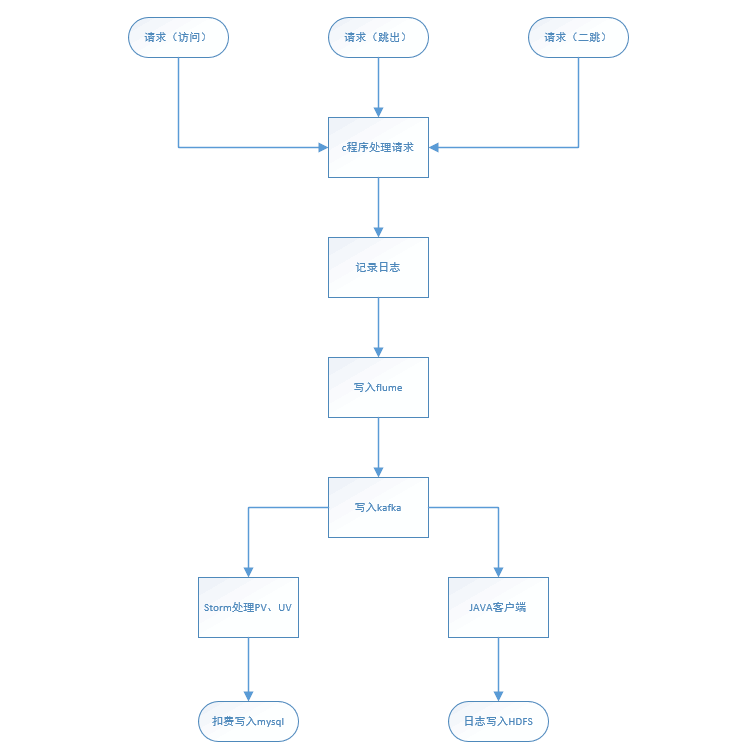 请求（访问）
请求（跳出）
请求（二跳）
c程序处理请求
记录日志
写入flume
写入kafka
Storm处理PV、UV
JAVA客户端
扣费写入mysql
日志写入HDFS